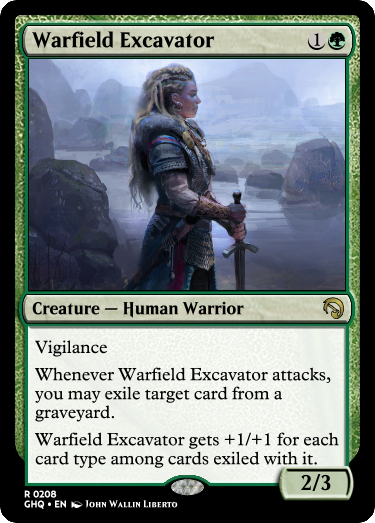 Warfield Excavator 1
Creature — Human Warrior
Vigilance
Whenever Warfield Excavator attacks,
you may exile target card from a
graveyard.
Warfield Excavator gets +1/+1 for each
card type among cards exiled with it.
2/3
R 0208
GHQ • EN John Wallin Liberto